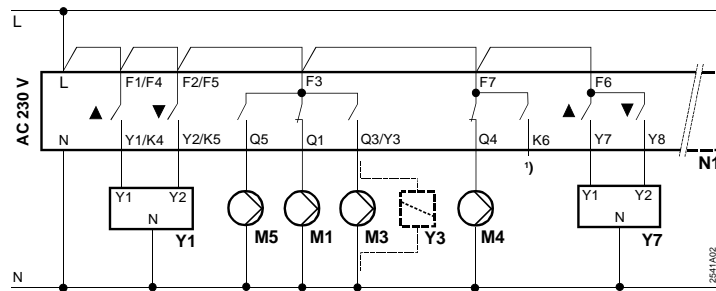 L
AC 230 V
L F1/F4 F2/F5 F3 F7 F6
▲ ▼ ▲ ▼
N Y1/K4 Y2/K5 Q5 Q1 Q3/Y3 Q4 K6 Y7 Y8
1)
N1
Y1 Y2 Y1 Y2
N N
Y1 M5 M1 M3 Y3 M4 Y7
N
2541A02